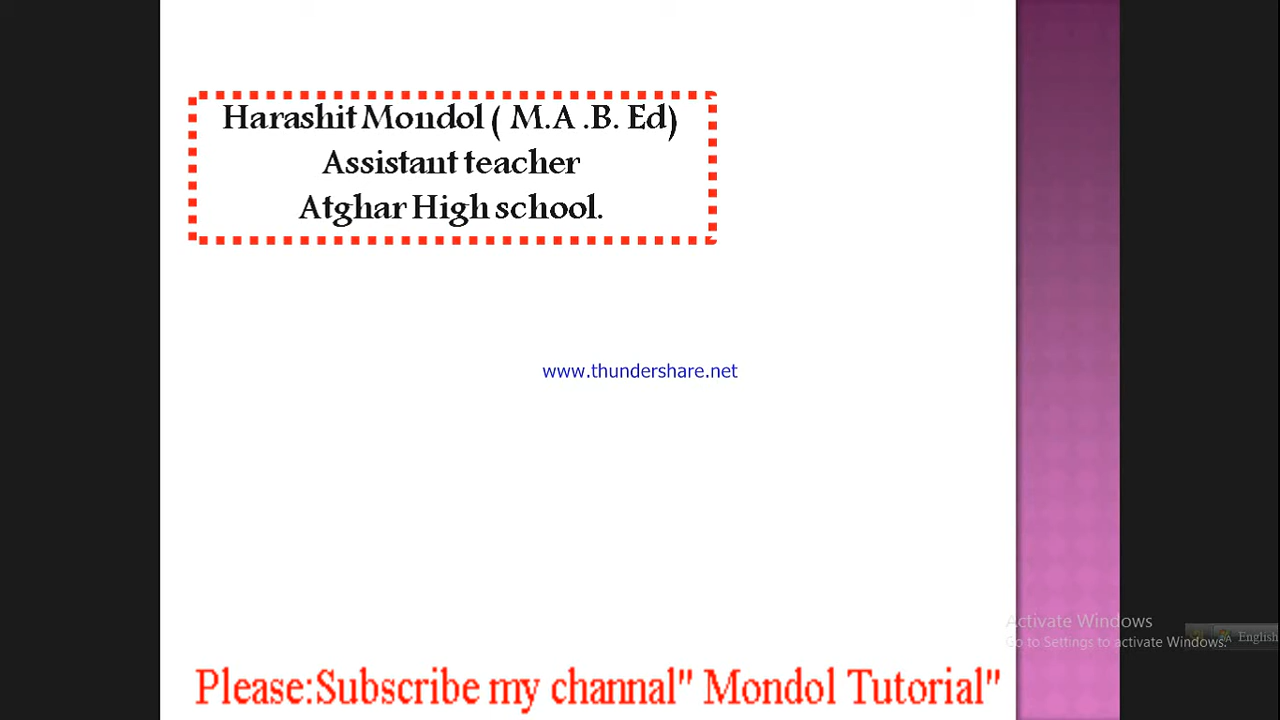 Harashit Mondol ( M.A .B. Ed)
Assistant teacher
Atghar High school.
www.thundershare.net
Activate Windows
Go to Settings to activate Windows.
English
Please:Subscribe my channal" Mondol Tutorial"